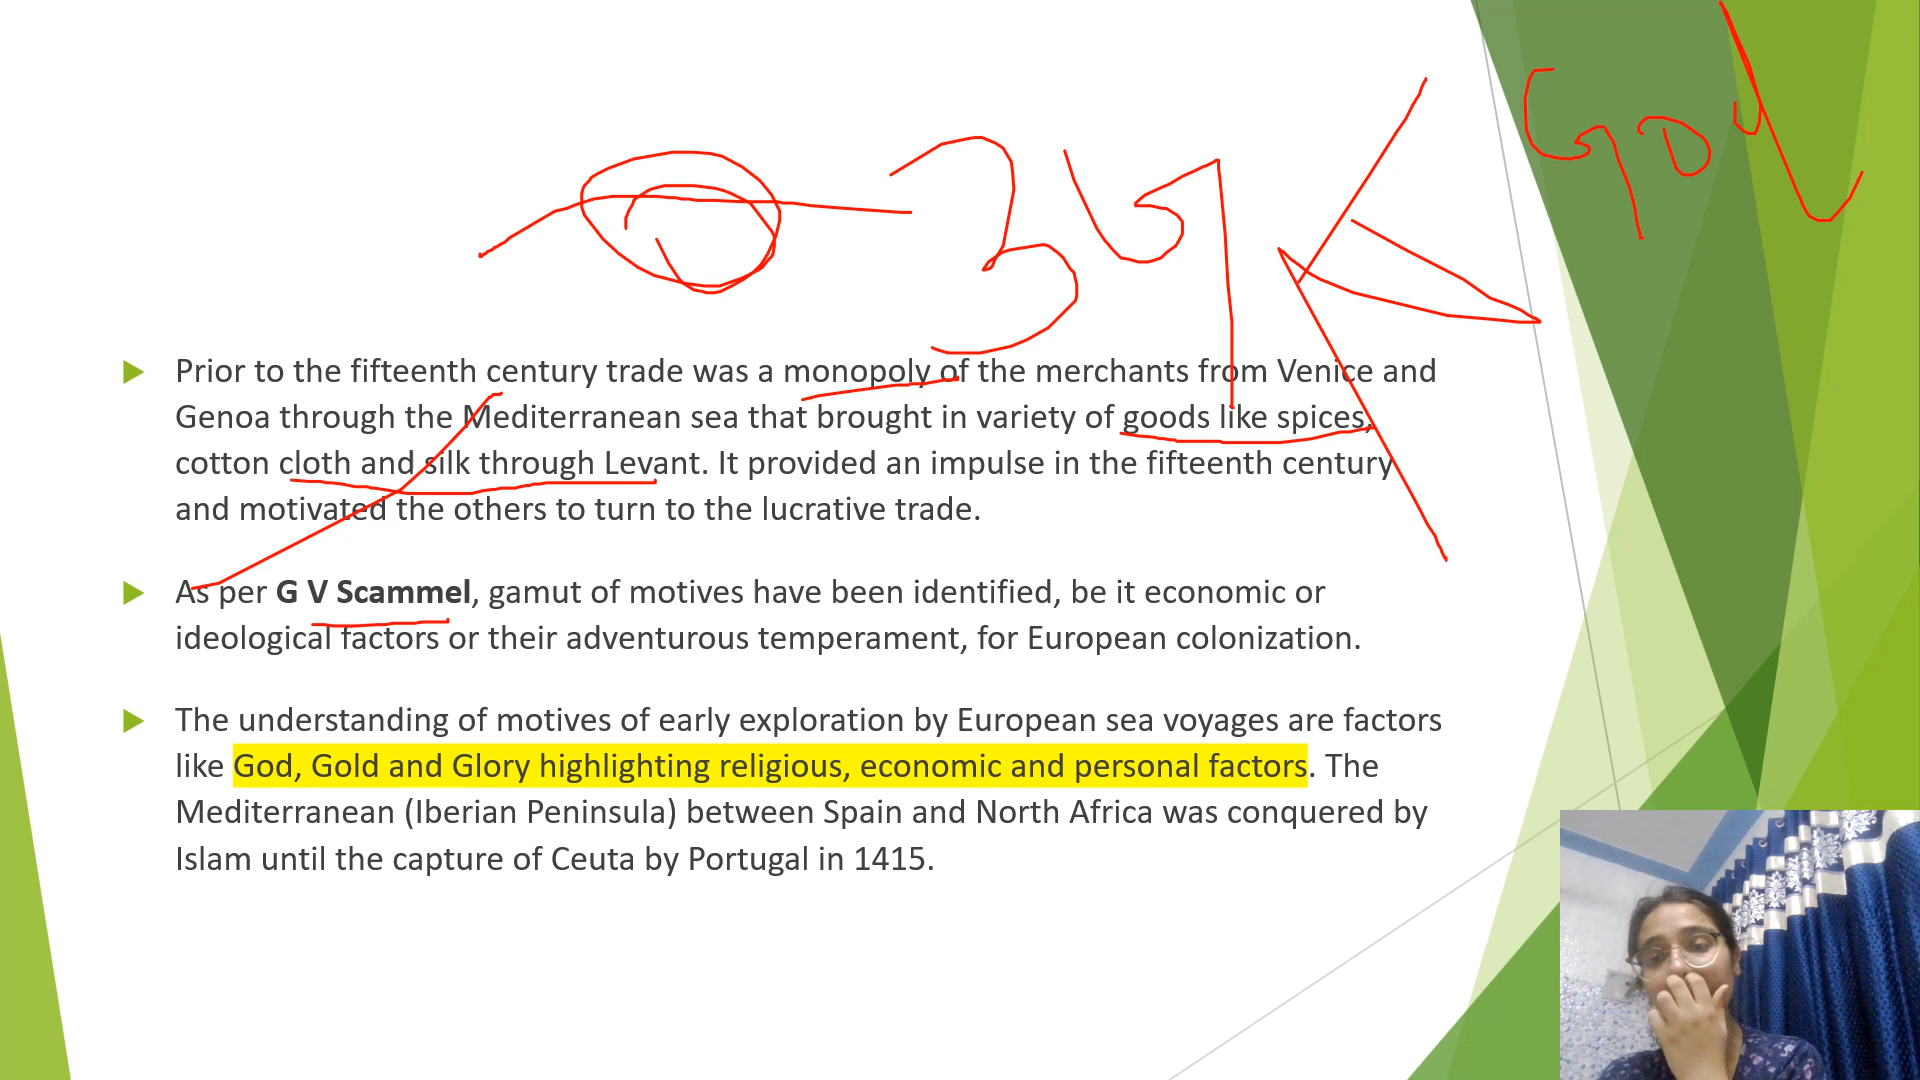 God
3 G
Prior to the fifteenth century trade was a monopoly of the merchants from Venice and
Genoa through the Mediterranean sea that brought in variety of goods like spices,
cotton cloth and silk through Levant. It provided an impulse in the fifteenth century
and motivated the others to turn to the lucrative trade.
As per G V Scammel, gamut of motives have been identified, be it economic or
ideological factors or their adventurous temperament, for European colonization.
The understanding of motives of early exploration by European sea voyages are factors
like God, Gold and Glory highlighting religious, economic and personal factors. The
Mediterranean (Iberian Peninsula) between Spain and North Africa was conquered by
Islam until the capture of Ceuta by Portugal in 1415.